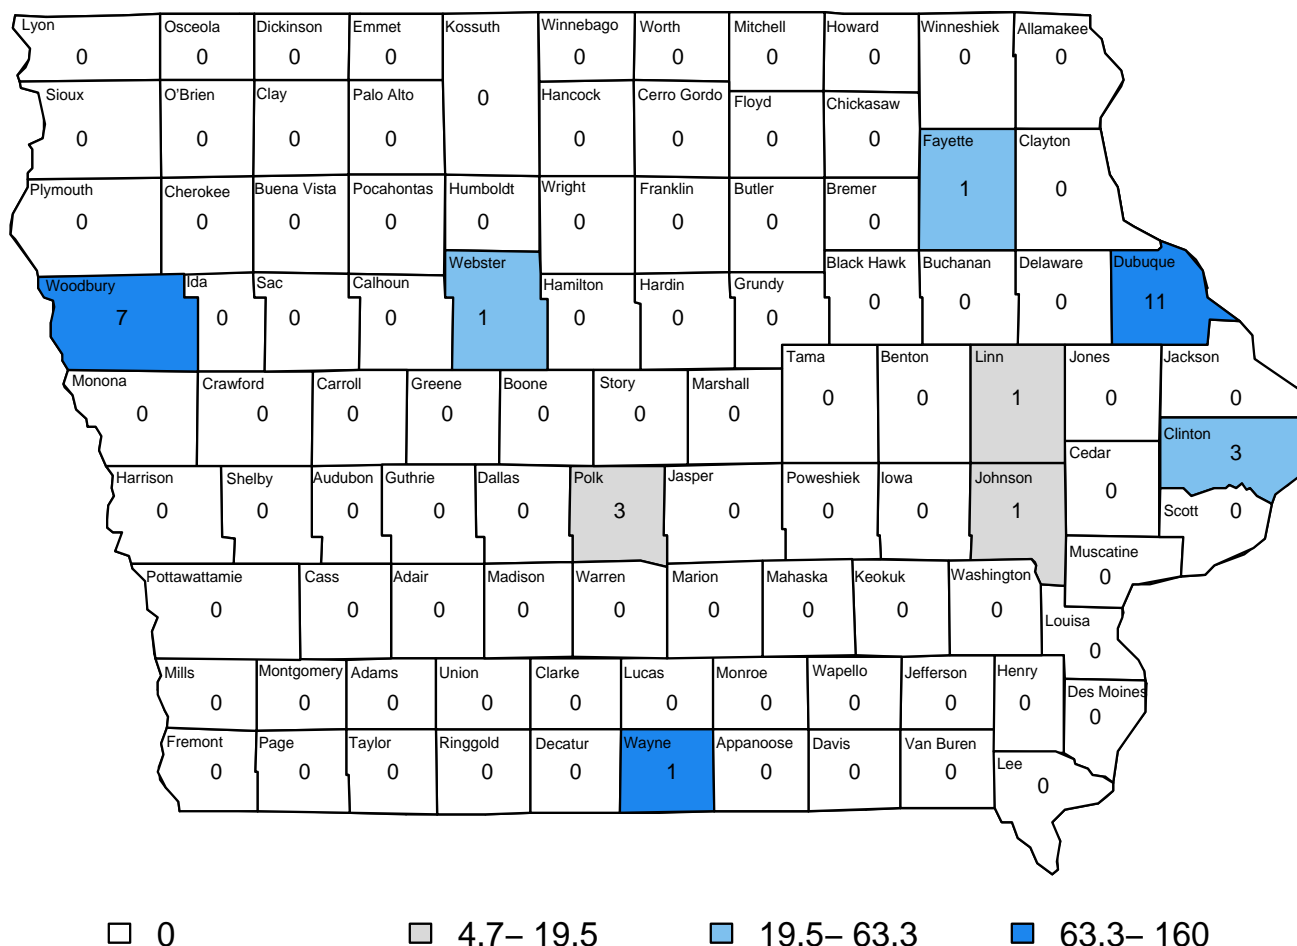 Lyon Osceola Dickinson Emmet Kossuth Winnebago Worth Mitchell Howard Winneshiek Allamakee
0 0 0 0 0 0 0 0 0 0 0
Sioux O'Brien Clay Palo Alto Hancock Cerro Gordo Floyd Chickasaw Fayette Clayton
0 0 0 0 0 0 0 0 1 0
Plymouth Cherokee Buena Vista Pocahontas Humboldt Wright Franklin Butler Bremer
0 0 0 0 0 0 0 0 0
Woodbury Ida Sac Calhoun Webster Hamilton Hardin Grundy Black Hawk Buchanan Delaware Dubuque
7 0 0 0 1 0 0 0 0 0 0 11
Monona Crawford Carroll Greene Boone Story Marshall Tama Benton Linn Jones Jackson
0 0 0 0 0 0 0 0 0 1 0 0
Harrison Shelby Audubon Guthrie Dallas Polk Jasper Poweshiek Iowa Johnson Cedar Clinton
0 0 0 0 0 3 0 0 0 1 0 3
Scott
0
Pottawattamie Cass Adair Madison Warren Marion Mahaska Keokuk Washington Muscatine
0 0 0 0 0 0 0 0 0 0
Louisa
0
Mills Montgomery Adams Union Clarke Lucas Monroe Wapello Jefferson Henry Des Moines
0 0 0 0 0 0 0 0 0 0 0
Fremont Page Taylor Ringgold Decatur Wayne Appanoose Davis Van Buren Lee
0 0 0 0 0 1 0 0 0 0
0 4.7– 19.5 19.5– 63.3 63.3– 160